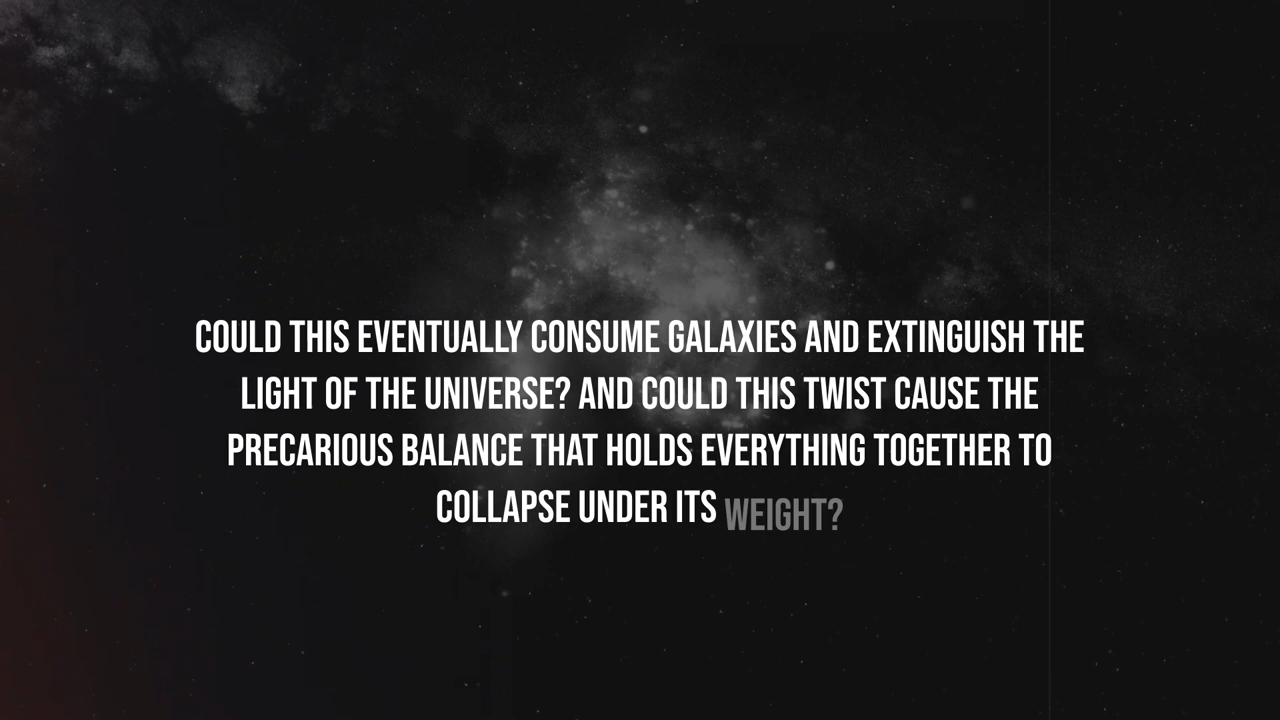 COULD THIS EVENTUALLY CONSUME GALAXIES AND EXTINGUISH THE
LIGHT OF THE UNIVERSE? AND COULD THIS TWIST CAUSE THE
PRECARIOUS BALANCE THAT HOLDS EVERYTHING TOGETHER TO
COLLAPSE UNDER ITS WEIGHT?